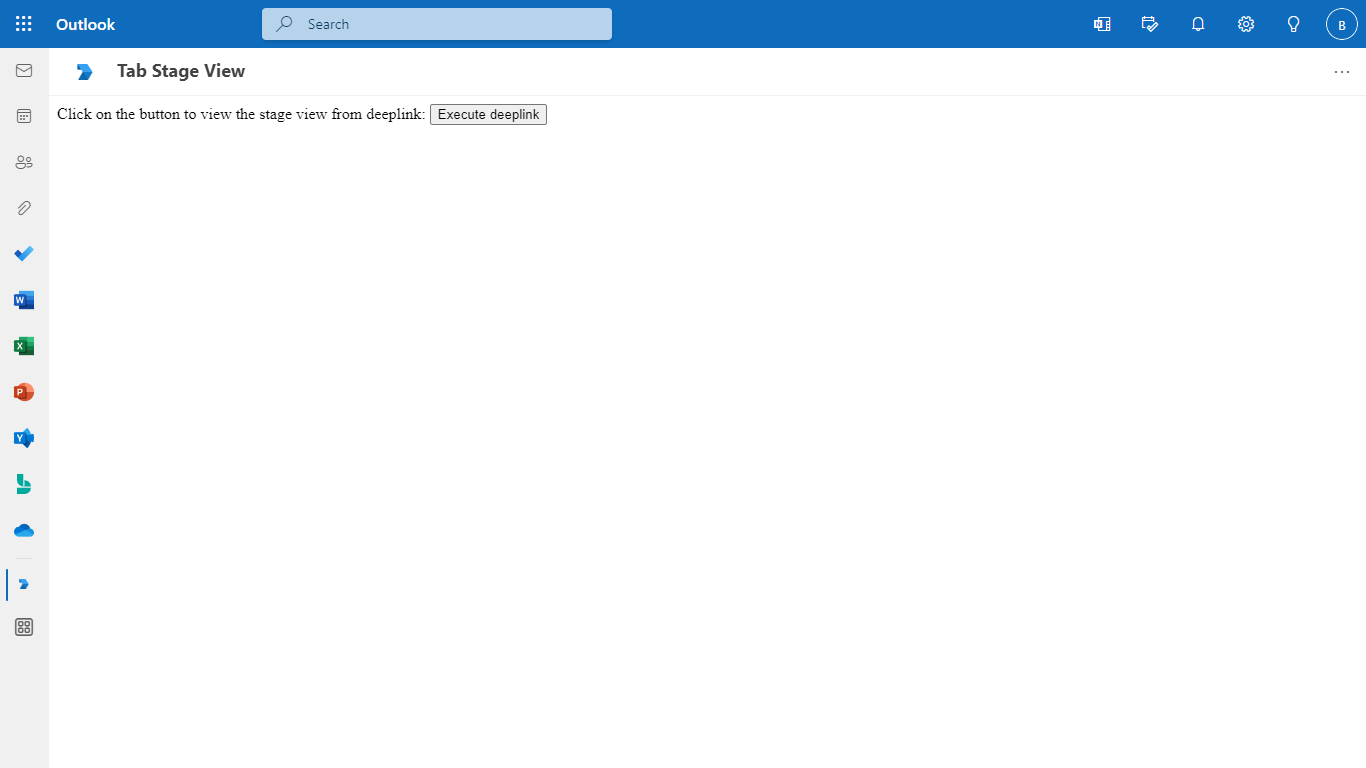 Outlook
Search
B
Tab Stage View
Click on the button to view the stage view from deeplink: Execute deeplink
W
X
P
Y